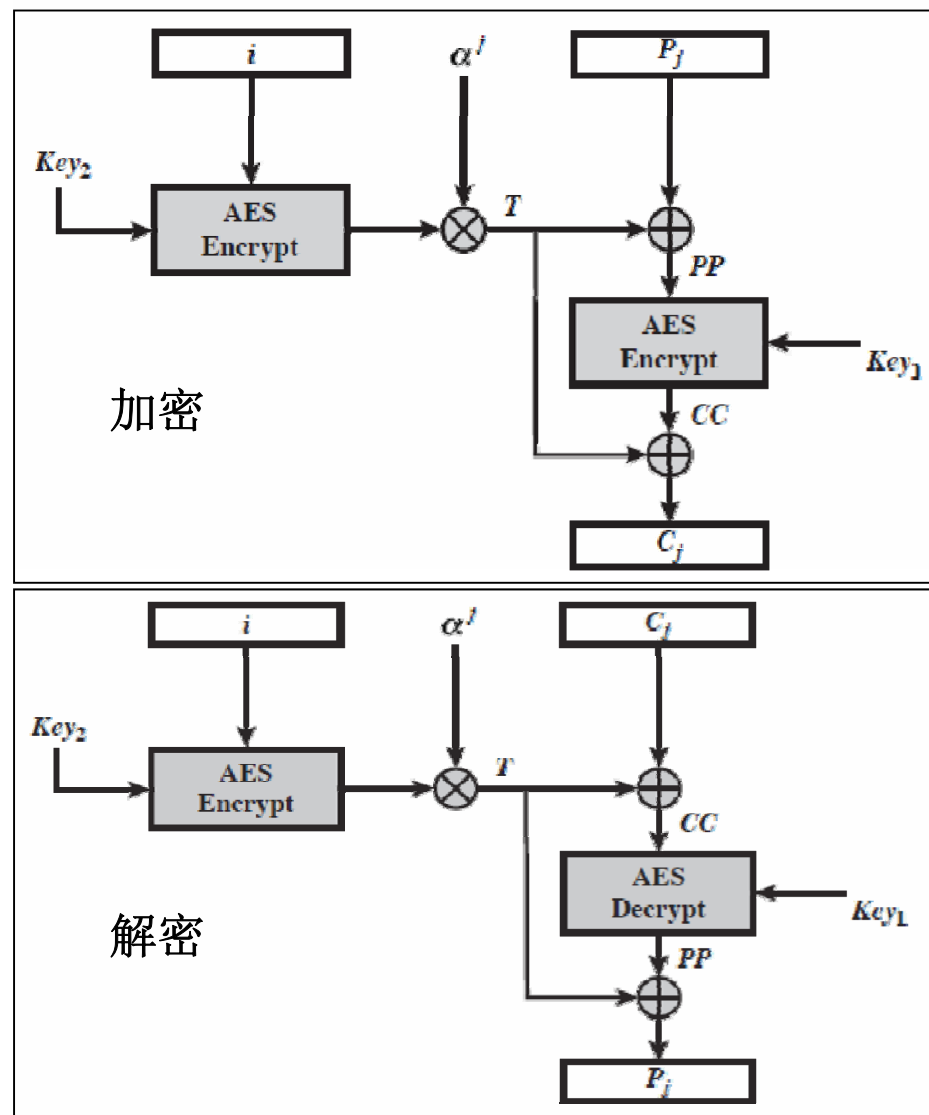 i
α^j
P_j
Key₂
AES
Encrypt
T
PP
AES
Encrypt
Key₁
CC
加密
C_j
i
α^j
C_j
Key₂
AES
Encrypt
T
CC
AES
Decrypt
Key₁
解密
PP
P_j